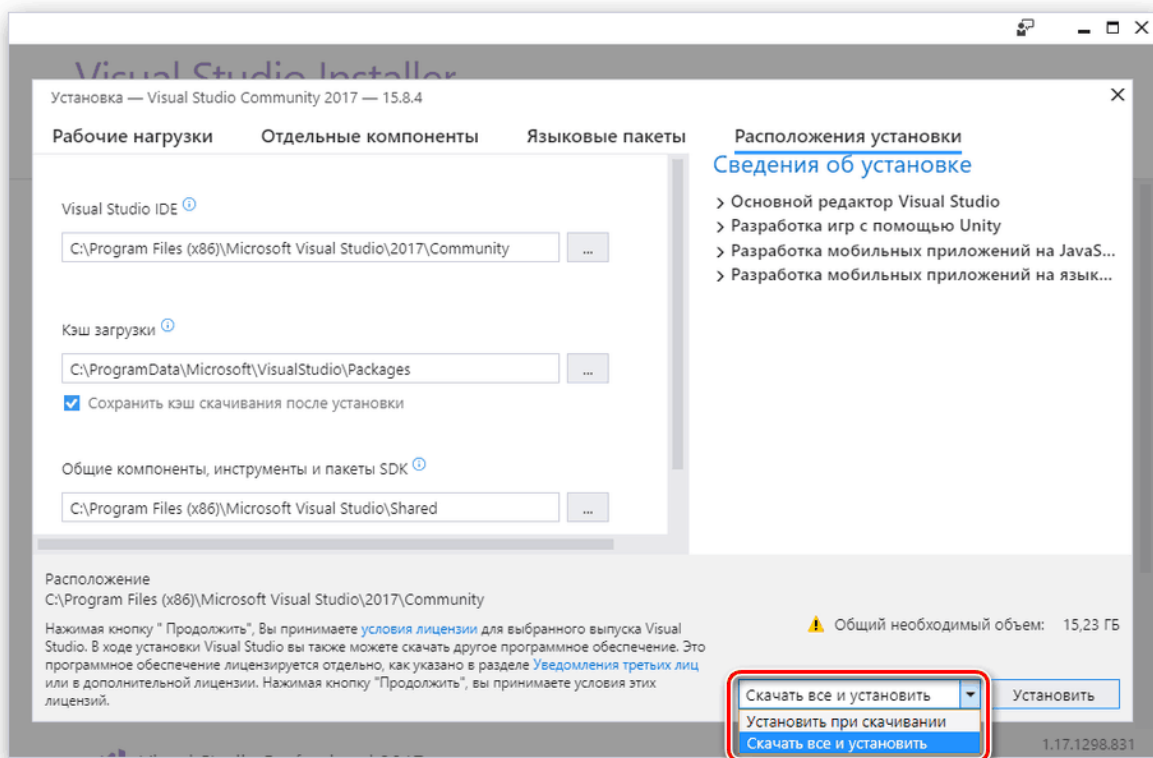 Visual Studio Installer
Установка — Visual Studio Community 2017 — 15.8.4
Рабочие нагрузки Отдельные компоненты Языковые пакеты Расположения установки
Сведения об установке
Visual Studio IDE
C:\Program Files (x86)\Microsoft Visual Studio\2017\Community
...
Кэш загрузки
C:\ProgramData\Microsoft\VisualStudio\Packages
...
Сохранить кэш скачивания после установки
Общие компоненты, инструменты и пакеты SDK
C:\Program Files (x86)\Microsoft Visual Studio\Shared
...
> Основной редактор Visual Studio
> Разработка игр с помощью Unity
> Разработка мобильных приложений на JavaS...
> Разработка мобильных приложений на язык...
Расположение
C:\Program Files (x86)\Microsoft Visual Studio\2017\Community
Нажимая кнопку " Продолжить", Вы принимаете условия лицензии для выбранного выпуска Visual
Studio. В ходе установки Visual Studio вы также можете скачать другое программное обеспечение. Это
программное обеспечение лицензируется отдельно, как указано в разделе Уведомления третьих лиц
или в дополнительной лицензии. Нажимая кнопку "Продолжить", вы принимаете условия этих
лицензий.
Общий необходимый объем: 15,23 ГБ
Скачать все и установить
Установить
Установить при скачивании
Скачать все и установить
1.17.1298.831